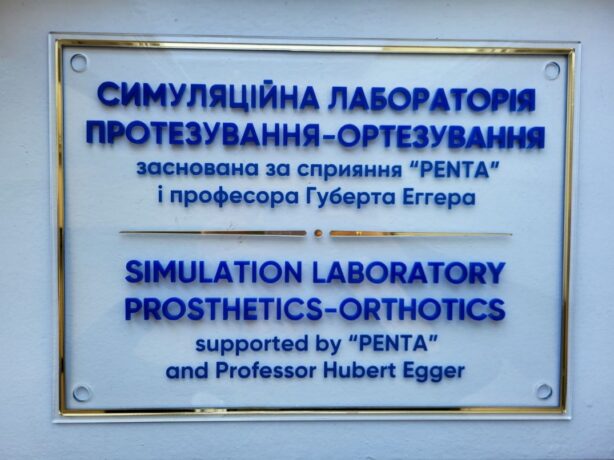 СИМУЛЯЦІЙНА ЛАБОРАТОРІЯ
ПРОТЕЗУВАННЯ-ОРТЕЗУВАННЯ
заснована за сприяння “PENTA”
і професора Губерта Еггера
SIMULATION LABORATORY
PROSTHETICS-ORTHOTICS
supported by “PENTA”
and Professor Hubert Egger